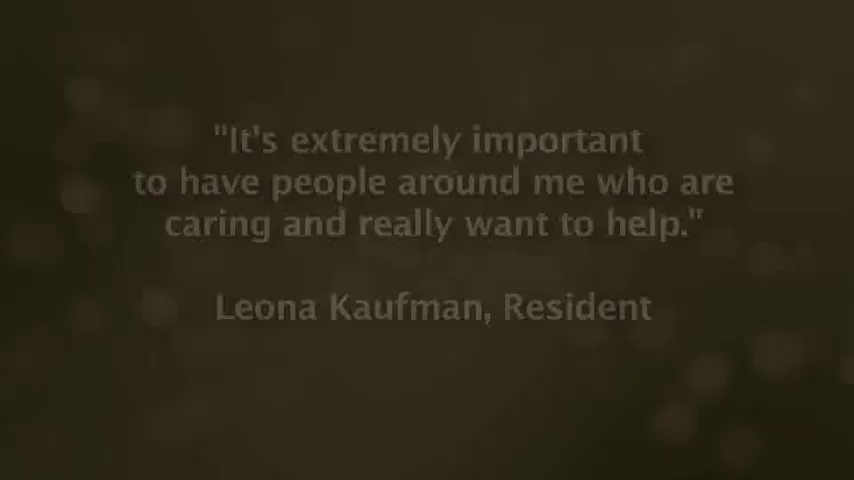 "It's extremely important
to have people around me who are
caring and really want to help."
Leona Kaufman, Resident